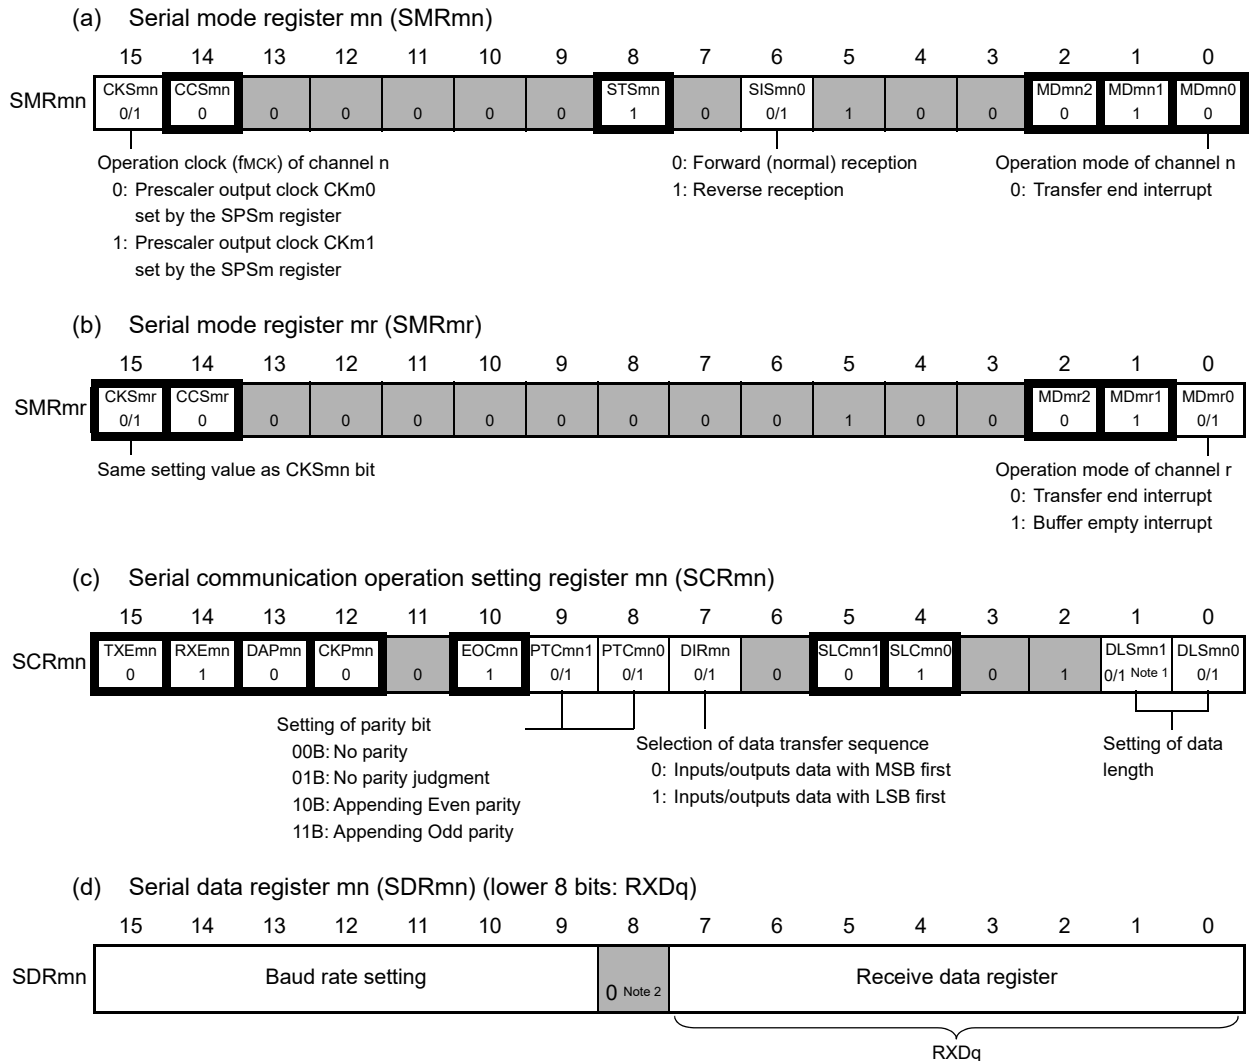 (a) Serial mode register mn (SMRmn)
15 14 13 12 11 10 9 8 7 6 5 4 3 2 1 0
SMRmn
CKSmn CCSmn STSmn SISmn0 MDmn2 MDmn1 MDmn0
0/1 0 0 0 0 0 0 1 0 0/1 1 0 0 0 1 0
Operation clock (fMCK) of channel n
0: Prescaler output clock CKm0
set by the SPSm register
1: Prescaler output clock CKm1
set by the SPSm register
0: Forward (normal) reception
1: Reverse reception
Operation mode of channel n
0: Transfer end interrupt
(b) Serial mode register mr (SMRmr)
15 14 13 12 11 10 9 8 7 6 5 4 3 2 1 0
SMRmr
CKSmr CCSmr MDmr2 MDmr1 MDmr0
0/1 0 0 0 0 0 0 0 0 0 1 0 0 0 1 0/1
Same setting value as CKSmn bit
Operation mode of channel r
0: Transfer end interrupt
1: Buffer empty interrupt
(c) Serial communication operation setting register mn (SCRmn)
15 14 13 12 11 10 9 8 7 6 5 4 3 2 1 0
SCRmn
TXEmn RXEmn DAPmn CKPmn EOCmn PTCmn1 PTCmn0 DIRmn SLCmn1 SLCmn0 DLSmn1 DLSmn0
0 1 0 0 0 1 0/1 0/1 0/1 0 0 1 0 1 0/1 Note 1 0/1
Setting of parity bit
00B: No parity
01B: No parity judgment
10B: Appending Even parity
11B: Appending Odd parity
Selection of data transfer sequence
0: Inputs/outputs data with MSB first
1: Inputs/outputs data with LSB first
Setting of data
length
(d) Serial data register mn (SDRmn) (lower 8 bits: RXDq)
15 14 13 12 11 10 9 8 7 6 5 4 3 2 1 0
SDRmn
Baud rate setting
0 Note 2
Receive data register
RXDq